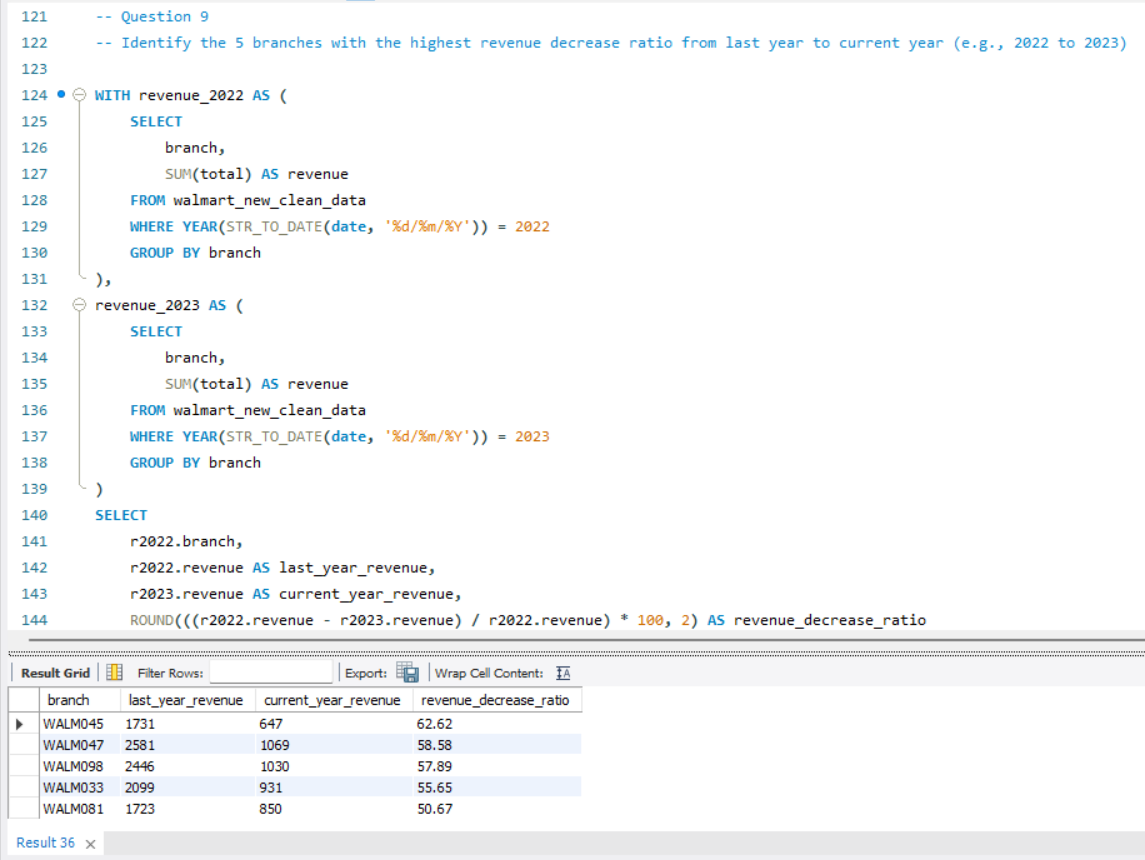 121 -- Question 9
122 -- Identify the 5 branches with the highest revenue decrease ratio from last year to current year (e.g., 2022 to 2023)
123
124 WITH revenue_2022 AS (
125 SELECT
126 branch,
127 SUM(total) AS revenue
128 FROM walmart_new_clean_data
129 WHERE YEAR(STR_TO_DATE(date, '%d/%m/%Y')) = 2022
130 GROUP BY branch
131 ),
132 revenue_2023 AS (
133 SELECT
134 branch,
135 SUM(total) AS revenue
136 FROM walmart_new_clean_data
137 WHERE YEAR(STR_TO_DATE(date, '%d/%m/%Y')) = 2023
138 GROUP BY branch
139 )
140 SELECT
141 r2022.branch,
142 r2022.revenue AS last_year_revenue,
143 r2023.revenue AS current_year_revenue,
144 ROUND(((r2022.revenue - r2023.revenue) / r2022.revenue) * 100, 2) AS revenue_decrease_ratio
Result Grid Filter Rows: Export: Wrap Cell Content:
branch last_year_revenue current_year_revenue revenue_decrease_ratio
WALM045 1731 647 62.62
WALM047 2581 1069 58.58
WALM098 2446 1030 57.89
WALM033 2099 931 55.65
WALM081 1723 850 50.67
Result 36